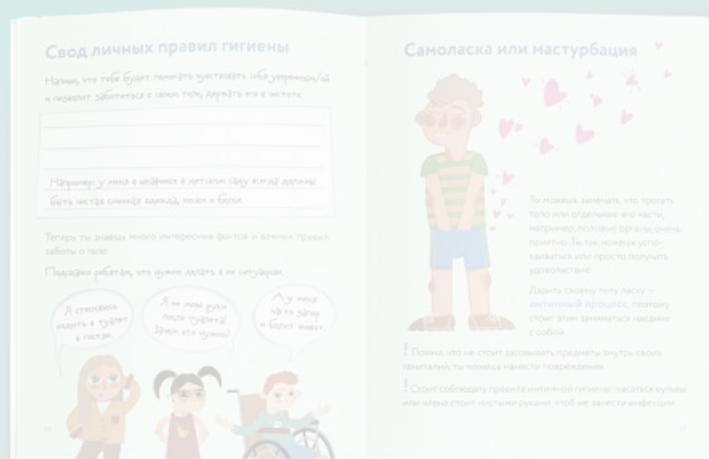 Свод личных правил гигиены
Напиши, что тебе будет помогать чувствовать себя уверенным/ой
и позволит заботиться о своем теле, держать его в чистоте.
Например: у меня в шкафчике в детском саду всегда должны
быть чистая сменная одежда, носки и белье.
Теперь ты знаешь много интересных фактов и важных правил
заботы о теле.
Подскажи ребятам, что нужно делать в их ситуации.
Я стесняюсь
ходить в туалет
в гостях.
Я не мою руки
после туалета!
Зачем это нужно?
А у меня
часто запор
и болит живот.
Самоласка или мастурбация
Ты можешь замечать, что трогать
тело или отдельные его части,
например, половые органы, очень
приятно. Ты так можешь успо-
каиваться или просто получать
удовольствие.
Дарить своему телу ласку —
интимный процесс, поэтому
стоит этим заниматься наедине
с собой.
! Помни, что не стоит засовывать предметы внутрь своих
гениталий, ты можешь нанести повреждения.
! Стоит соблюдать правила интимной гигиены: касаться вульвы
или члена стоит чистыми руками, чтоб не занести инфекции.